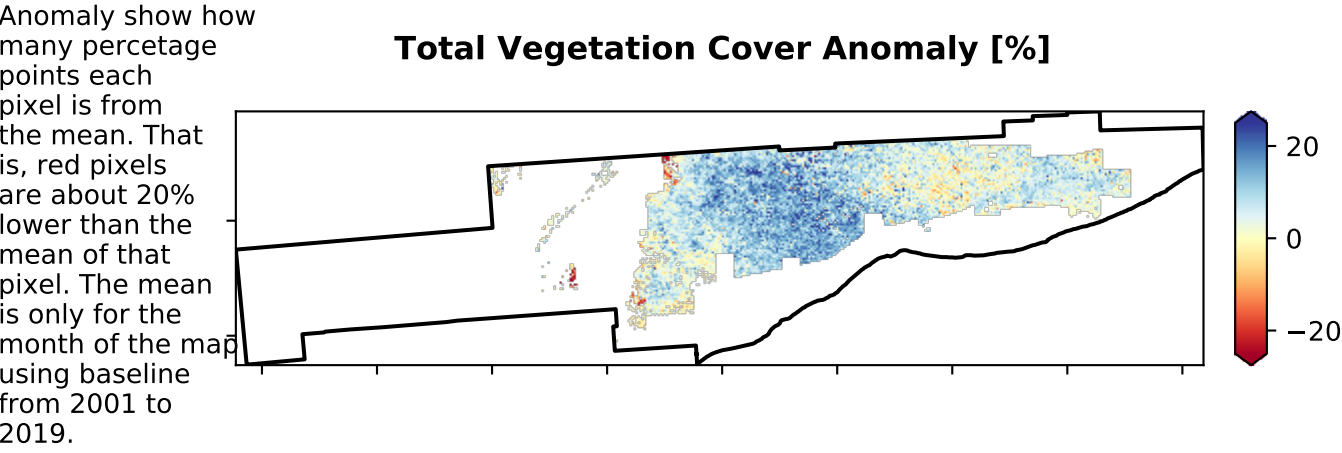 Anomaly show how
many percetage
points each
pixel is from
the mean. That
is, red pixels
are about 20%
lower than the
mean of that
pixel. The mean
is only for the
month of the map
using baseline
from 2001 to
2019.
Total Vegetation Cover Anomaly [%]
20
0
−20